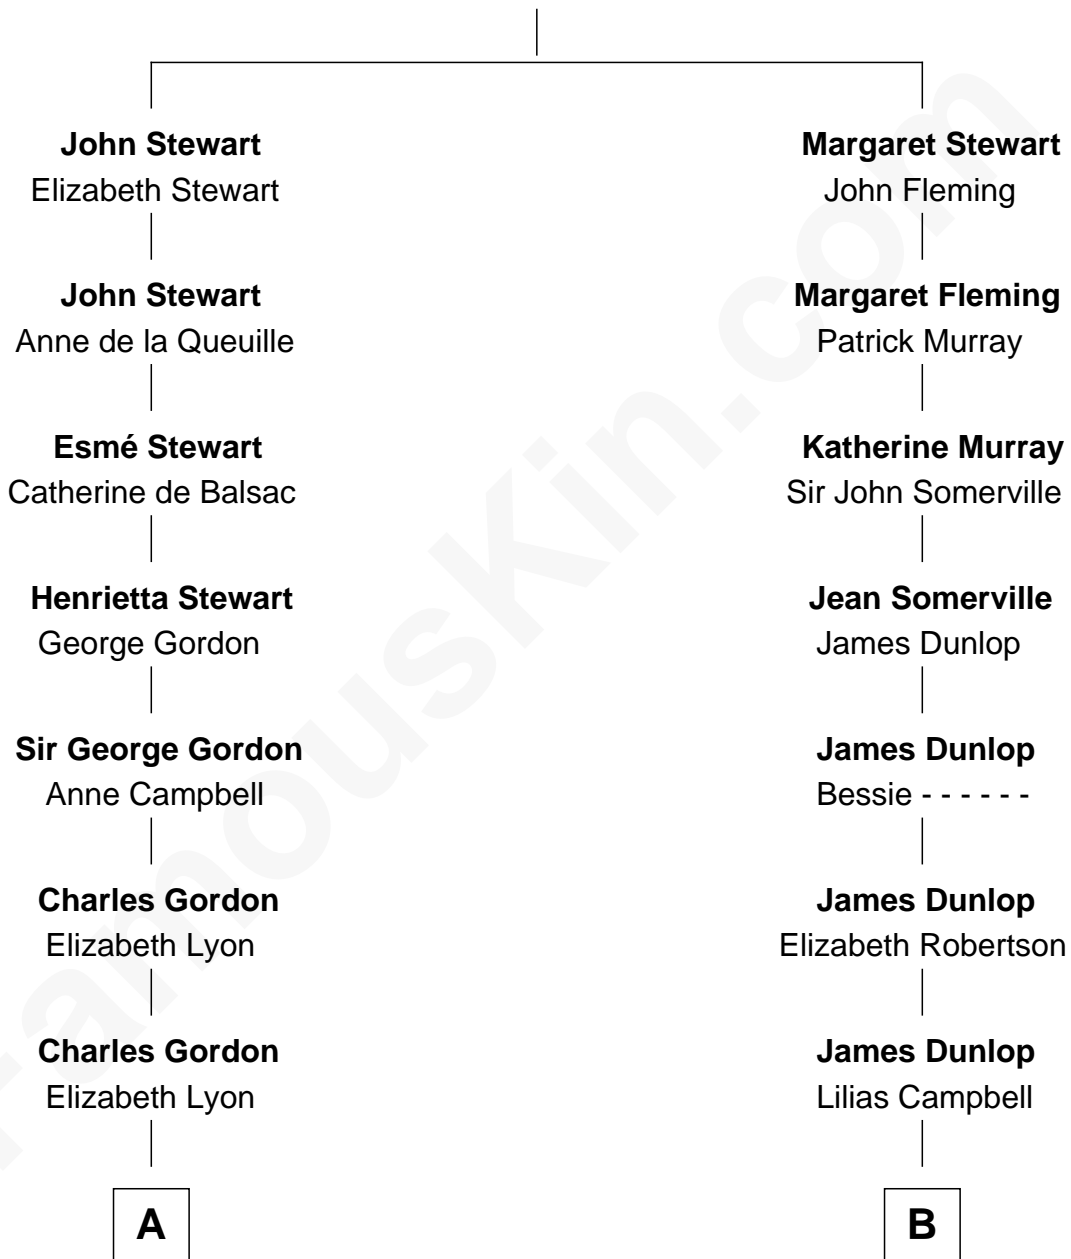 John Stewart
Elizabeth Stewart
John Stewart
Anne de la Queuille
Esmé Stewart
Catherine de Balsac
Henrietta Stewart
George Gordon
Sir George Gordon
Anne Campbell
Charles Gordon
Elizabeth Lyon
Charles Gordon
Elizabeth Lyon
A
Margaret Stewart
John Fleming
Margaret Fleming
Patrick Murray
Katherine Murray
Sir John Somerville
Jean Somerville
James Dunlop
James Dunlop
Bessie - - - - - -
James Dunlop
Elizabeth Robertson
James Dunlop
Lilias Campbell
B
FamousKin.com